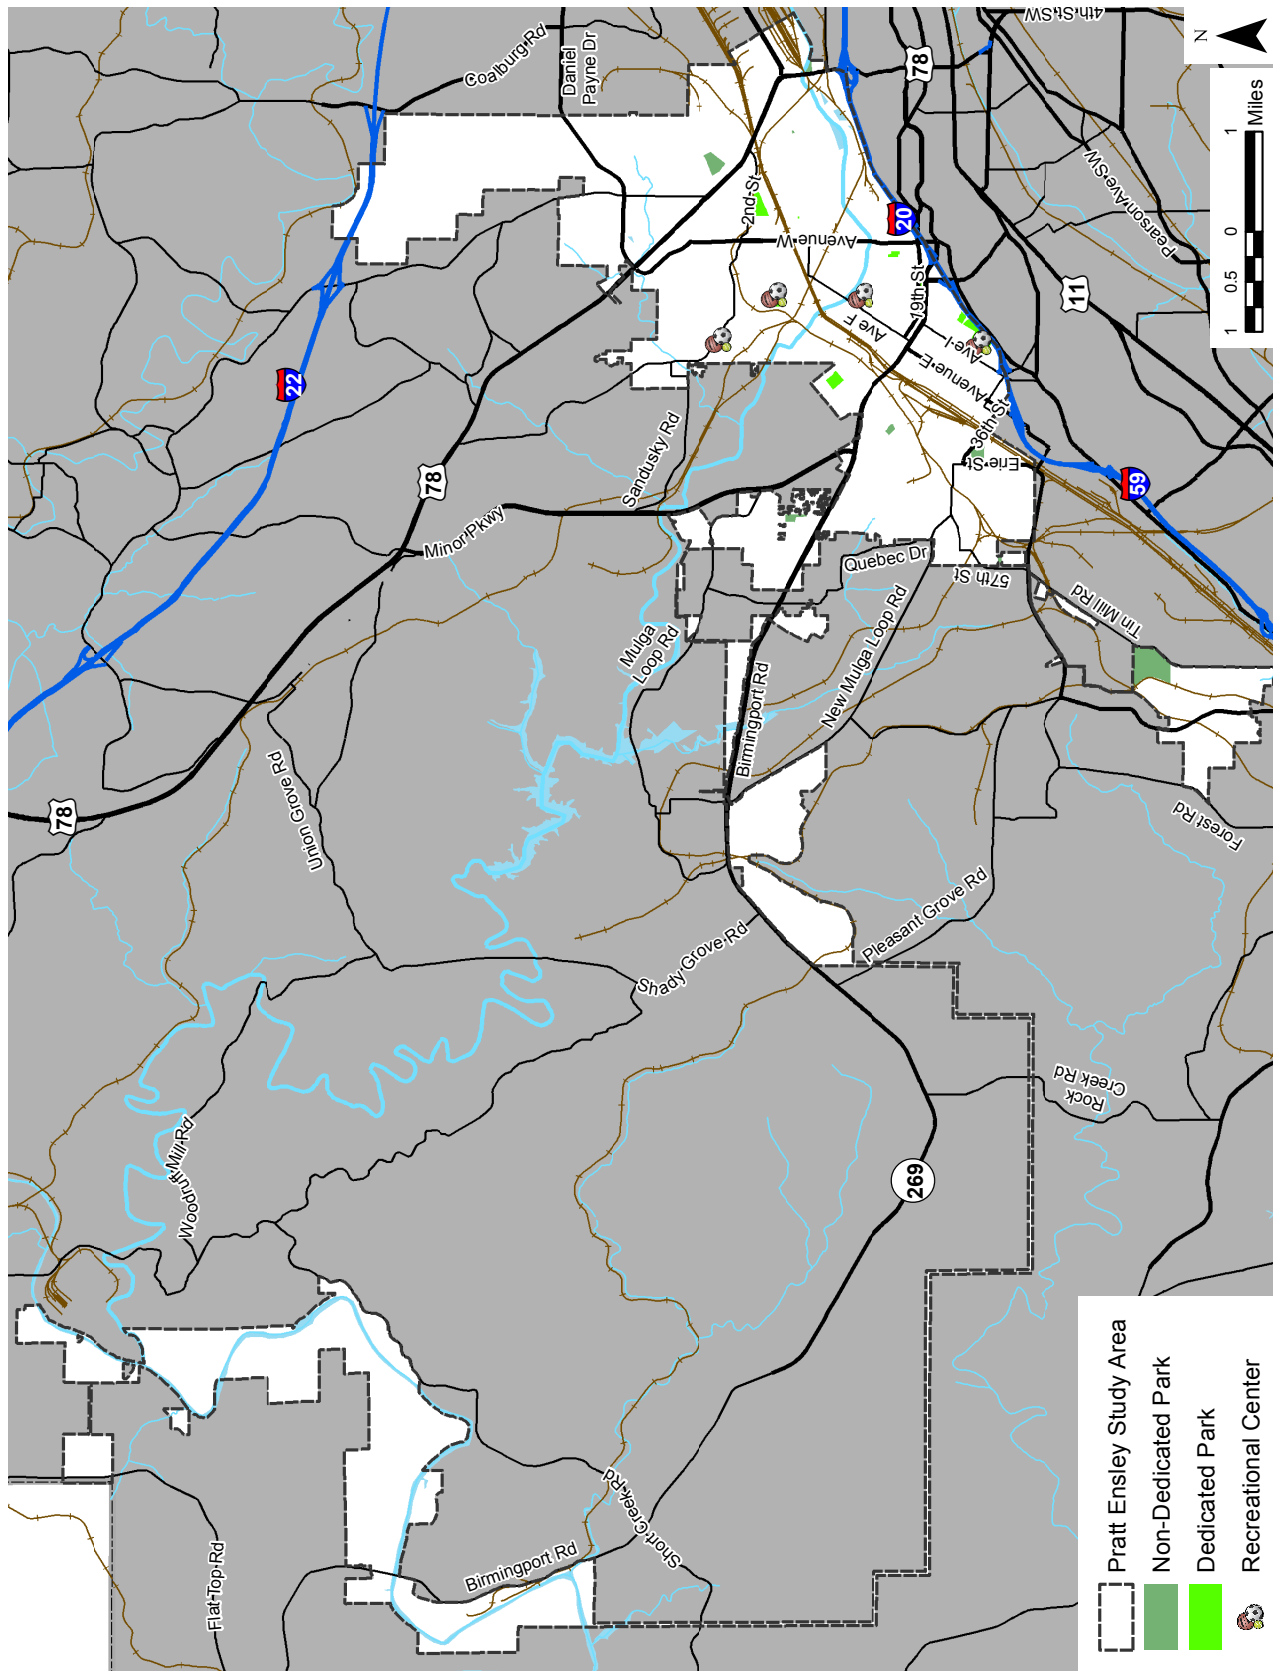 Coalburg Rd
Daniel
Payne Dr
4th St SW
N
78
22
78
Minor Pkwy
Sandusky Rd
2nd St
Avenue W
20
Pearson Ave SW
1
0.5
0
1
Miles
11
19th St
Ave F
Avenue E
Ave I
36th St
Erie St
59
Mulga
Loop Rd
Quebec Dr
57th St
Tin Mill Rd
New Mulga Loop Rd
Birmingport Rd
78
Union Grove Rd
Forest Rd
Shady Grove Rd
Pleasant Grove Rd
Woodruff Mill Rd
Rock
Creek Rd
269
Short Creek Rd
Birmingport Rd
Flat Top Rd
Pratt Ensley Study Area
Non-Dedicated Park
Dedicated Park
Recreational Center